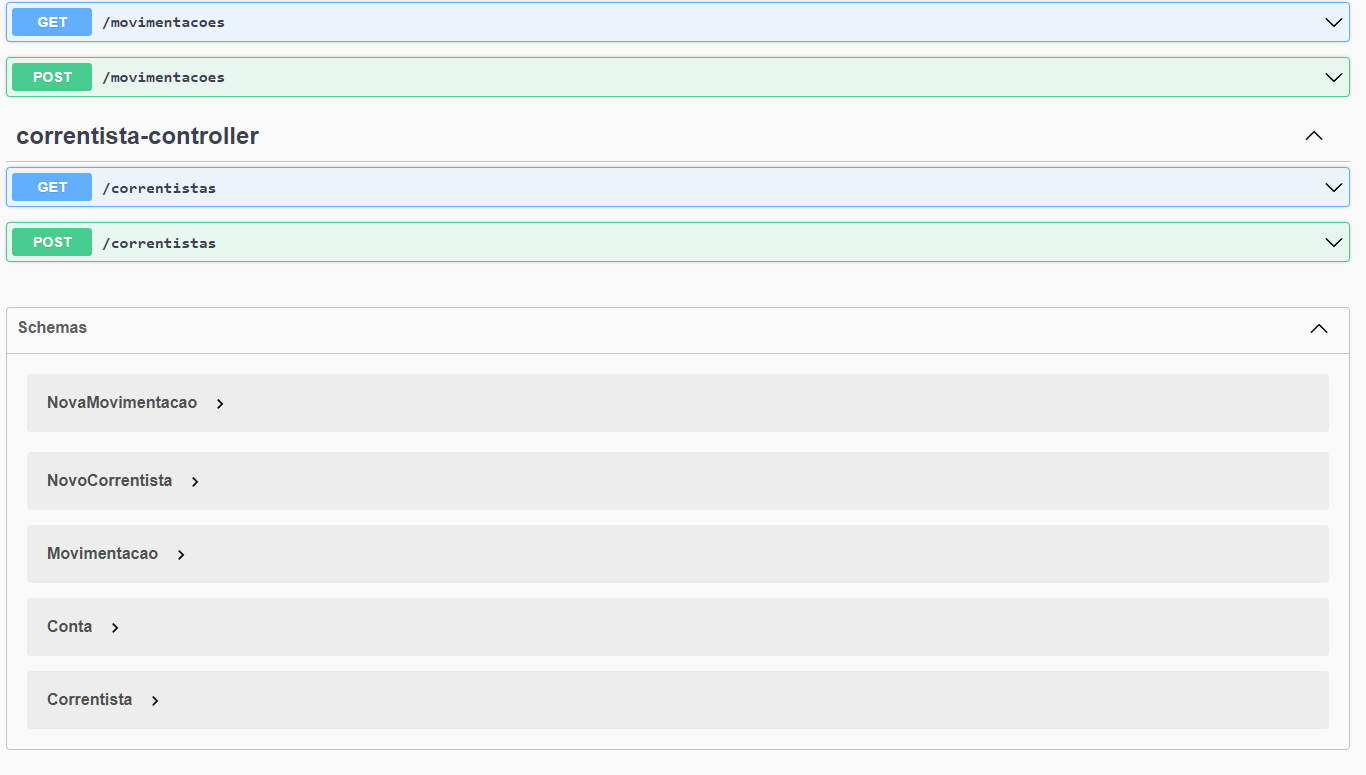 GET /movimentacoes
POST /movimentacoes
correntista-controller
GET /correntistas
POST /correntistas
Schemas
NovaMovimentacao
NovoCorrentista
Movimentacao
Conta
Correntista